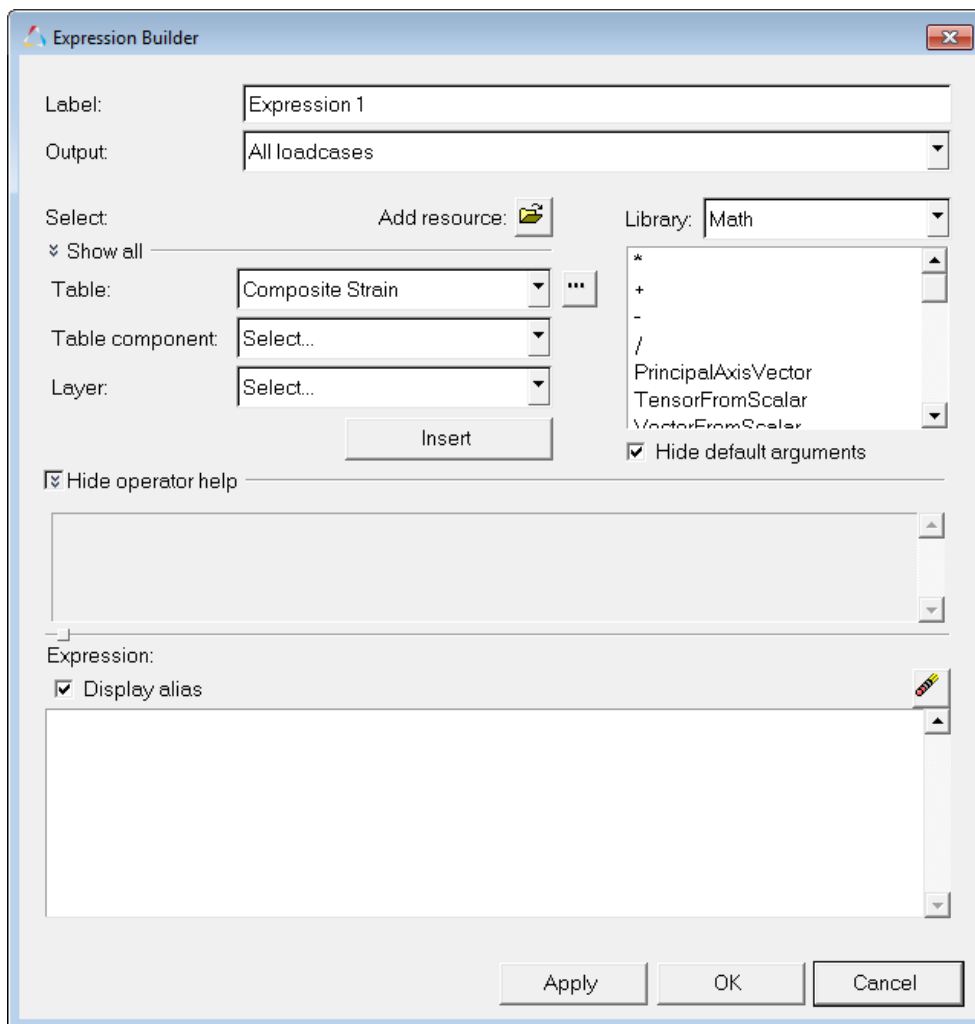 Expression Builder
Label: Expression 1
Output: All loadcases
Select: Add resource: Library: Math
Show all
Table: Composite Strain ...
Table component: Select...
Layer: Select...
Insert
*
+
-
/
PrincipalAxisVector
TensorFromScalar
VectorFromScalar
Hide default arguments
Hide operator help
Expression:
Display alias
Apply OK Cancel